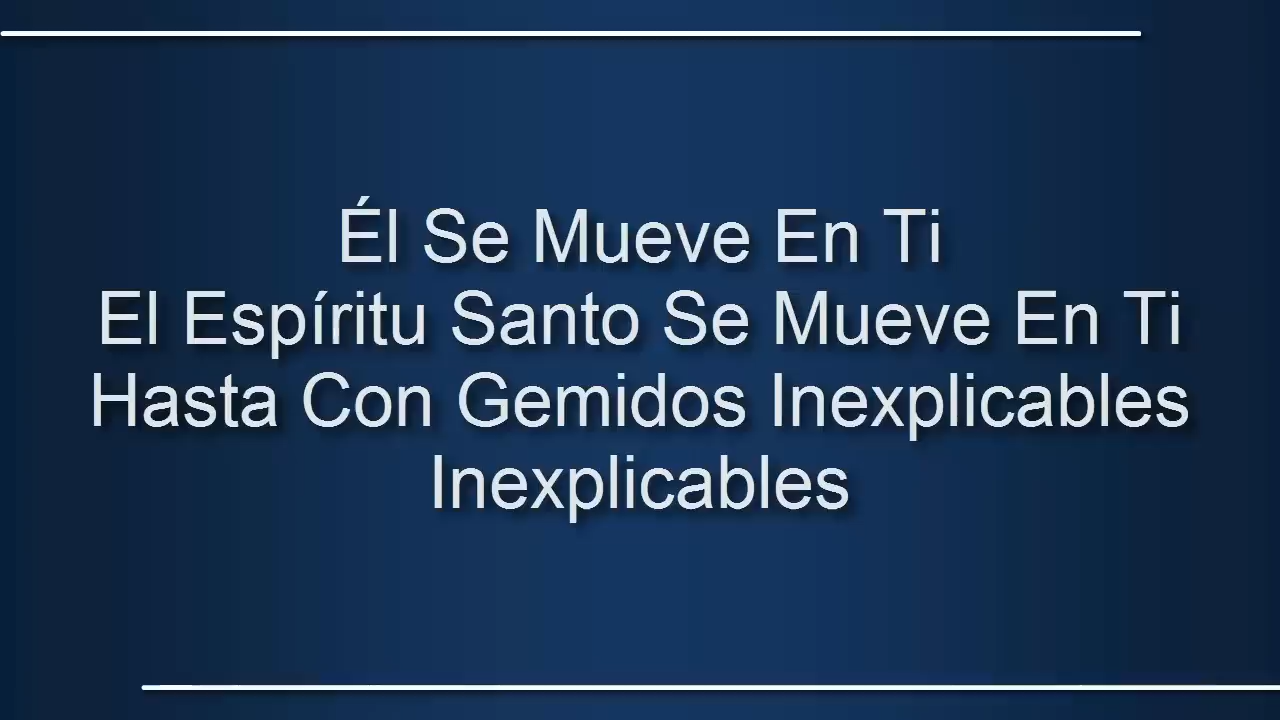 Él Se Mueve En Ti
El Espíritu Santo Se Mueve En Ti
Hasta Con Gemidos Inexplicables
Inexplicables